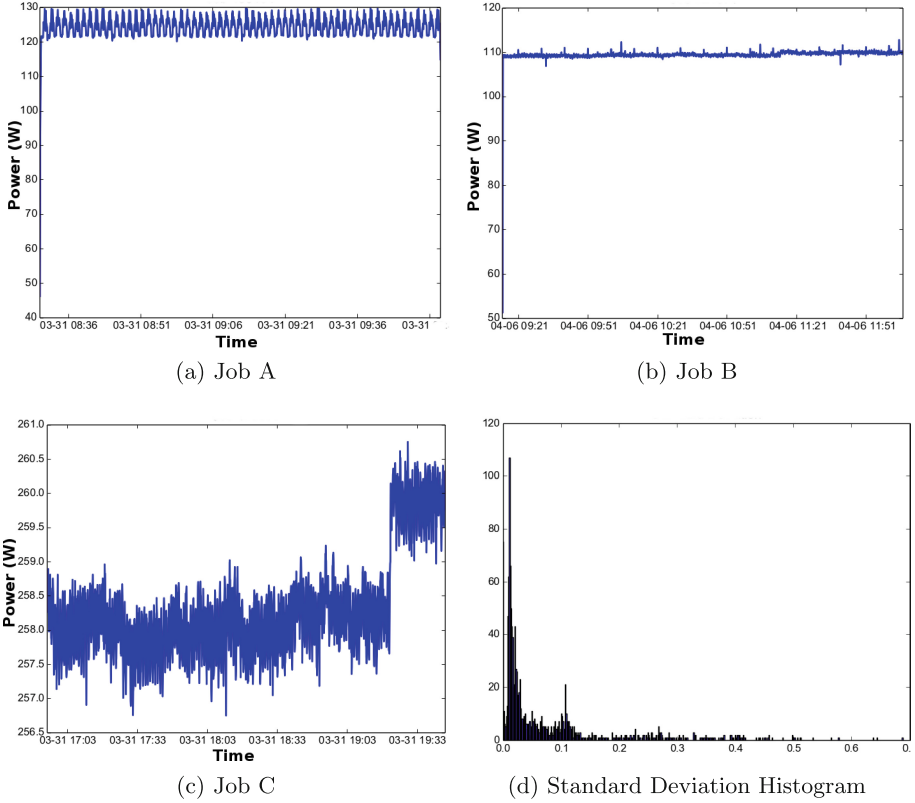 130
120
110
100
90
80
70
60
50
40
Power (W)
03-31 08:36 03-31 08:51 03-31 09:06 03-31 09:21 03-31 09:36 03-31
Time
(a) Job A
120
110
100
90
80
70
60
50
Power (W)
04-06 09:21 04-06 09:51 04-06 10:21 04-06 10:51 04-06 11:21 04-06 11:51
Time
(b) Job B
261.0
260.5
260.0
259.5
259.0
258.5
258.0
257.5
257.0
256.5
Power (W)
03-31 17:03 03-31 17:33 03-31 18:03 03-31 18:33 03-31 19:03 03-31 19:33
Time
(c) Job C
120
100
80
60
40
20
0
0.0 0.1 0.2 0.3 0.4 0.5 0.6 0.
(d) Standard Deviation Histogram